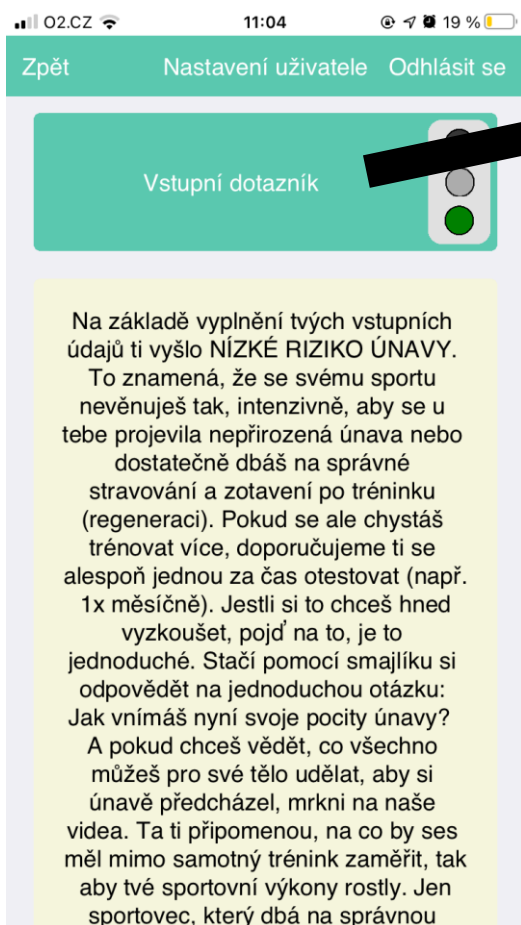 O2.CZ 11:04 19 %
Zpět Nastavení uživatele Odhlásit se
Vstupní dotazník
Na základě vyplnění tvých vstupních
údajů ti vyšlo NÍZKÉ RIZIKO ÚNAVY.
To znamená, že se svému sportu
nevěnuješ tak, intenzivně, aby se u
tebe projevila nepřirozená únava nebo
dostatečně dbáš na správné
stravování a zotavení po tréninku
(regeneraci). Pokud se ale chystáš
trénovat více, doporučujeme ti se
alespoň jednou za čas otestovat (např.
1x měsíčně). Jestli si to chceš hned
vyzkoušet, pojď na to, je to
jednoduché. Stačí pomocí smajlíku si
odpovědět na jednoduchou otázku:
Jak vnímáš nyní svoje pocity únavy?
A pokud chceš vědět, co všechno
můžeš pro své tělo udělat, aby si
únavě předcházel, mrkni na naše
videa. Ta ti připomenou, na co by ses
měl mimo samotný trénink zaměřit, tak
aby tvé sportovní výkony rostly. Jen
sportovec, který dbá na správnou